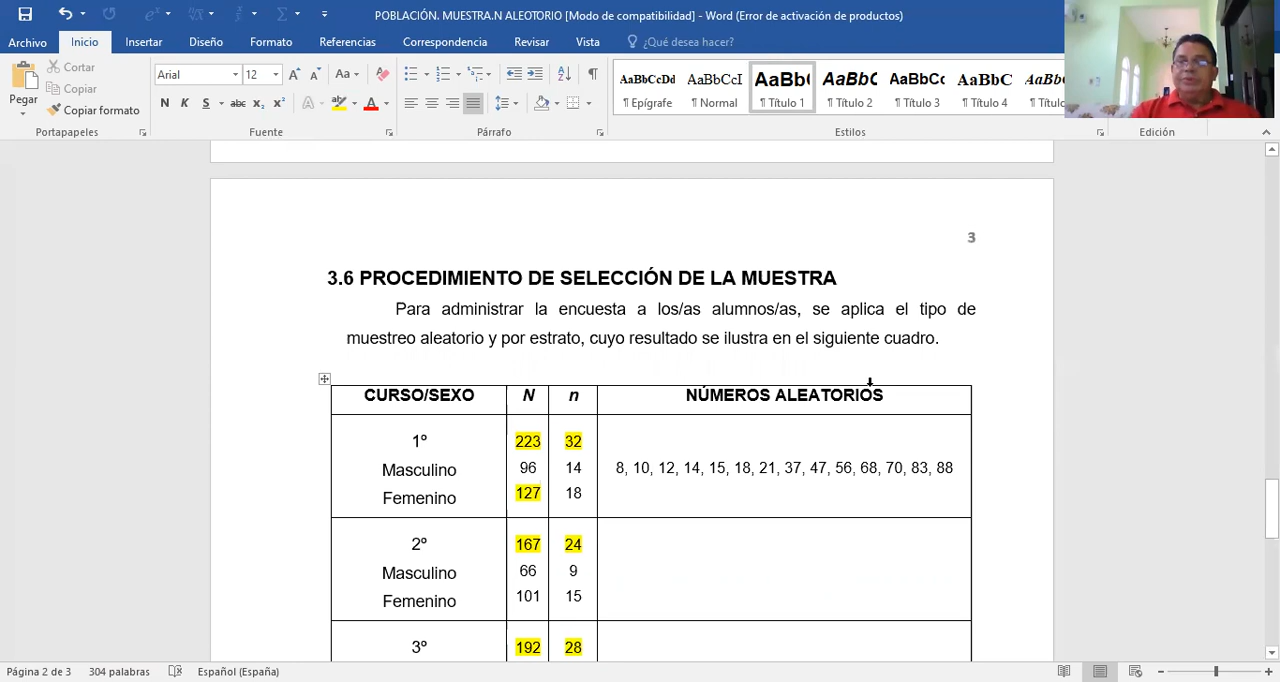 POBLACIÓN. MUESTRA.N ALEOTORIO [Modo de compatibilidad] - Word (Error de activación de productos)
Archivo Inicio Insertar Diseño Formato Referencias Correspondencia Revisar Vista ¿Qué desea hacer?
Pegar
Cortar
Copiar
Copiar formato
Portapapeles
Arial 12
N K S abc x₂ x²
Fuente
Párrafo
AaBbCcDd AaBbCcI AaBb( AaBbC AaBbCc AaBbC AaBbC
¶ Epígrafe ¶ Normal ¶ Título 1 ¶ Título 2 ¶ Título 3 ¶ Título 4 ¶ Títu
Estilos
Edición
3
3.6 PROCEDIMIENTO DE SELECCIÓN DE LA MUESTRA
Para administrar la encuesta a los/as alumnos/as, se aplica el tipo de
muestreo aleatorio y por estrato, cuyo resultado se ilustra en el siguiente cuadro.
CURSO/SEXO N n NÚMEROS ALEATORIOS
1º 223 32
Masculino 96 14 8, 10, 12, 14, 15, 18, 21, 37, 47, 56, 68, 70, 83, 88
Femenino 127 18
2º 167 24
Masculino 66 9
Femenino 101 15
3º 192 28
Página 2 de 3 304 palabras Español (España)